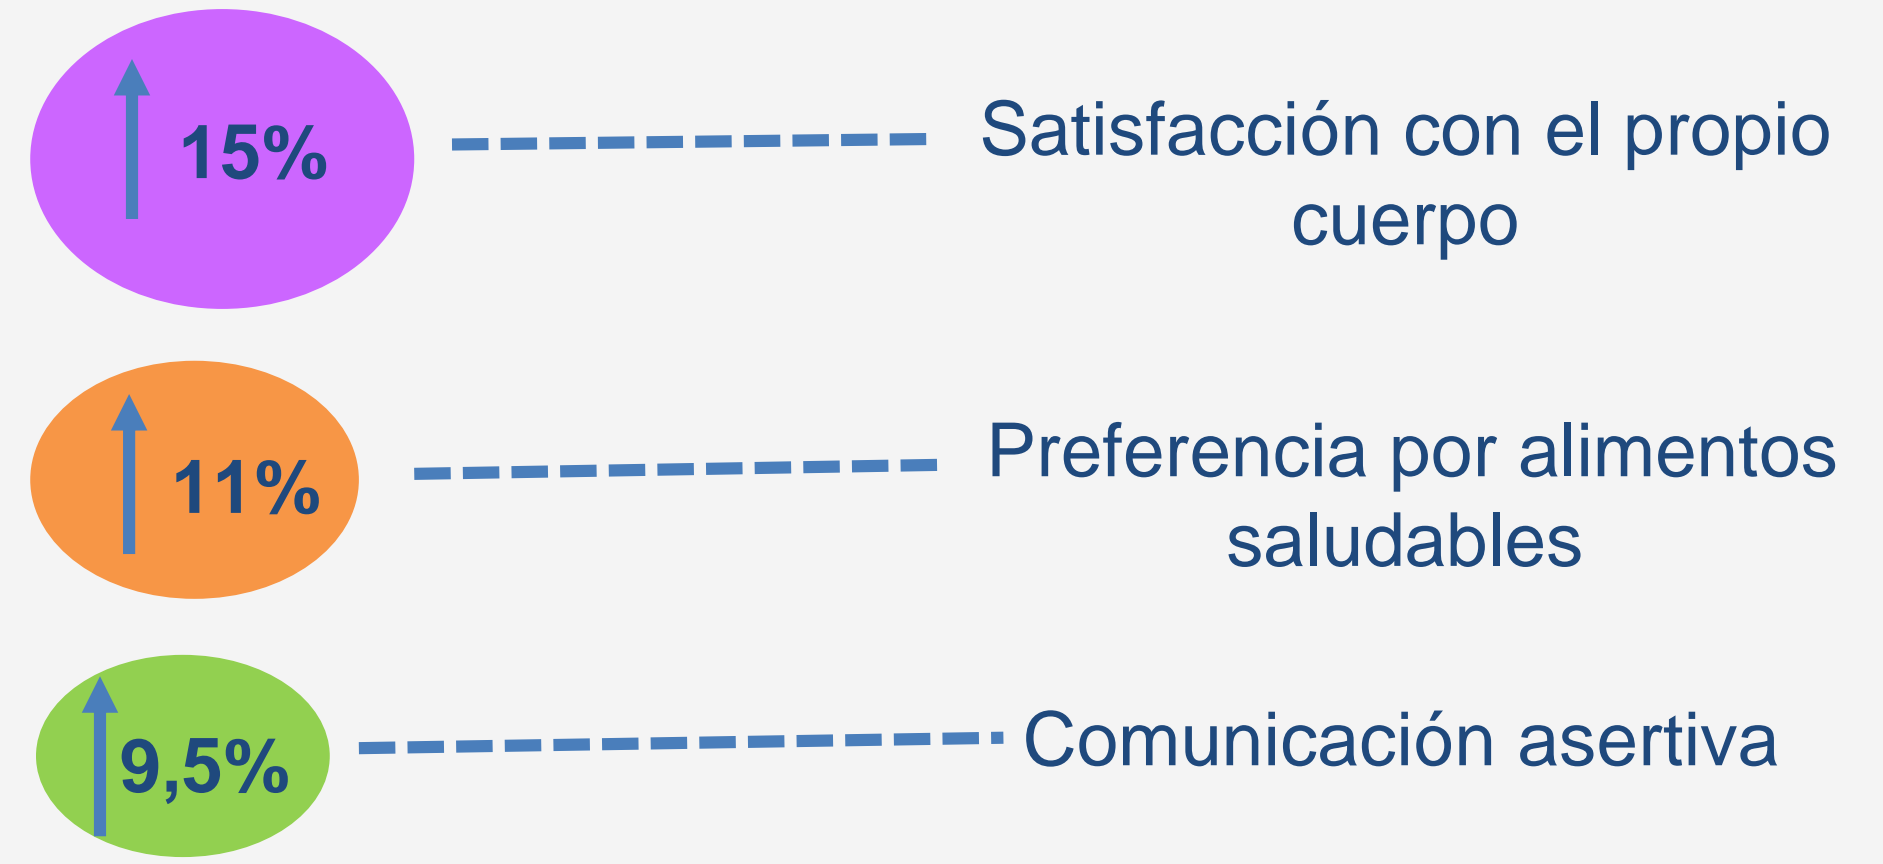 15%
Satisfacción con el propio
cuerpo
11%
Preferencia por alimentos
saludables
9,5%
Comunicación asertiva